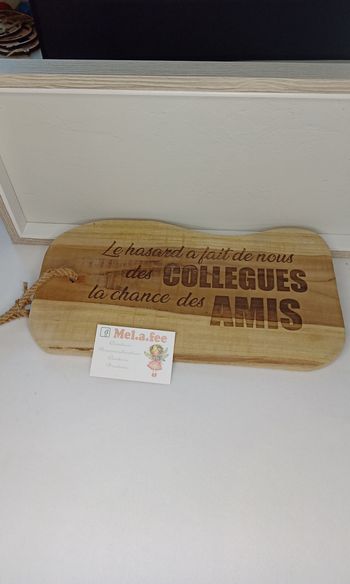 Le hasard a fait de nous
des COLLEGUES
la chance des AMIS
Mel.a.fee